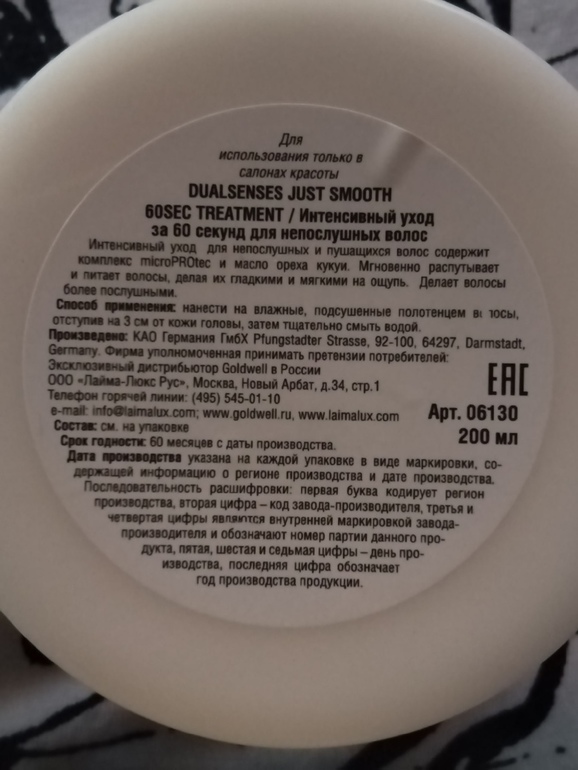 Для
использования только в
салонах красоты
DUALSENSES JUST SMOOTH
60SEC TREATMENT / Интенсивный уход
за 60 секунд для непослушных волос
Интенсивный уход для непослушных и пушащихся волос содержит
комплекс microPROtec и масло ореха кукуи. Мгновенно распутывает
и питает волосы, делая их гладкими и мягкими на ощупь. Делает волосы
более послушными.
Способ применения: нанести на влажные, подсушенные полотенцем
отступив на 3 см от кожи головы, затем тщательно смыть водой.
Произведено: КАО Германия ГмбХ Pfungstadter Strasse, 92-100, 64297, Darmstadt,
Germany. Фирма уполномоченная принимать претензии потребителей:
Эксклюзивный дистрибьютор Goldwell в России
ООО «Лайма-Люкс Рус», Москва, Новый Арбат, д.34, стр.1
Телефон горячей линии: (495) 545-01-10
e-mail: info@laimalux.com; www.goldwell.ru, www.laimalux.com
Состав: см. на упаковке
EAC
Арт. 06130
200 мл
Срок годности: 60 месяцев с даты производства.
Дата производства указана на каждой упаковке в виде маркировки, со-
держащей информацию о регионе производства и дате производства.
Последовательность расшифровки: первая буква кодирует регион
производства, вторая цифра – код завода-производителя, третья и
четвертая цифры являются внутренней маркировкой завода-
производителя и обозначают номер партии данного про-
дукта, пятая, шестая и седьмая цифры – день про-
изводства, последняя цифра обозначает
год производства продукции.